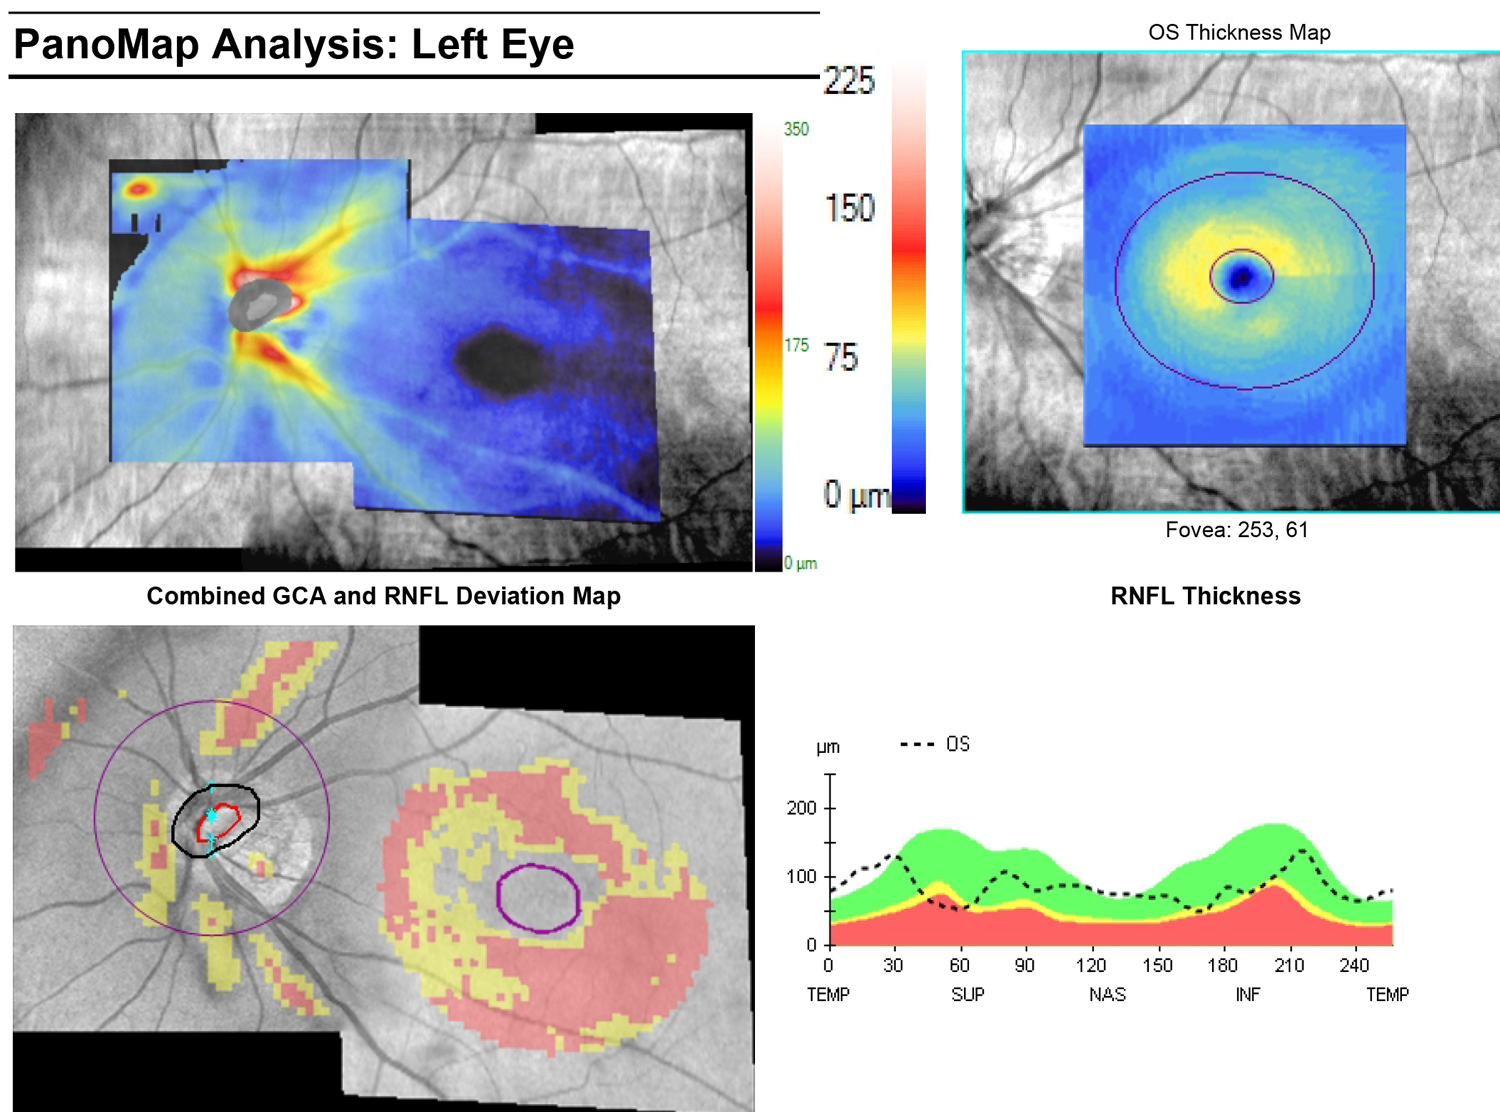 PanoMap Analysis: Left Eye
OS Thickness Map
225
150
75
0 µm
350
175
0 µm
Fovea: 253, 61
Combined GCA and RNFL Deviation Map
RNFL Thickness
µm
OS
200
100
0
0 30 60 90 120 150 180 210 240
TEMP SUP NAS INF TEMP